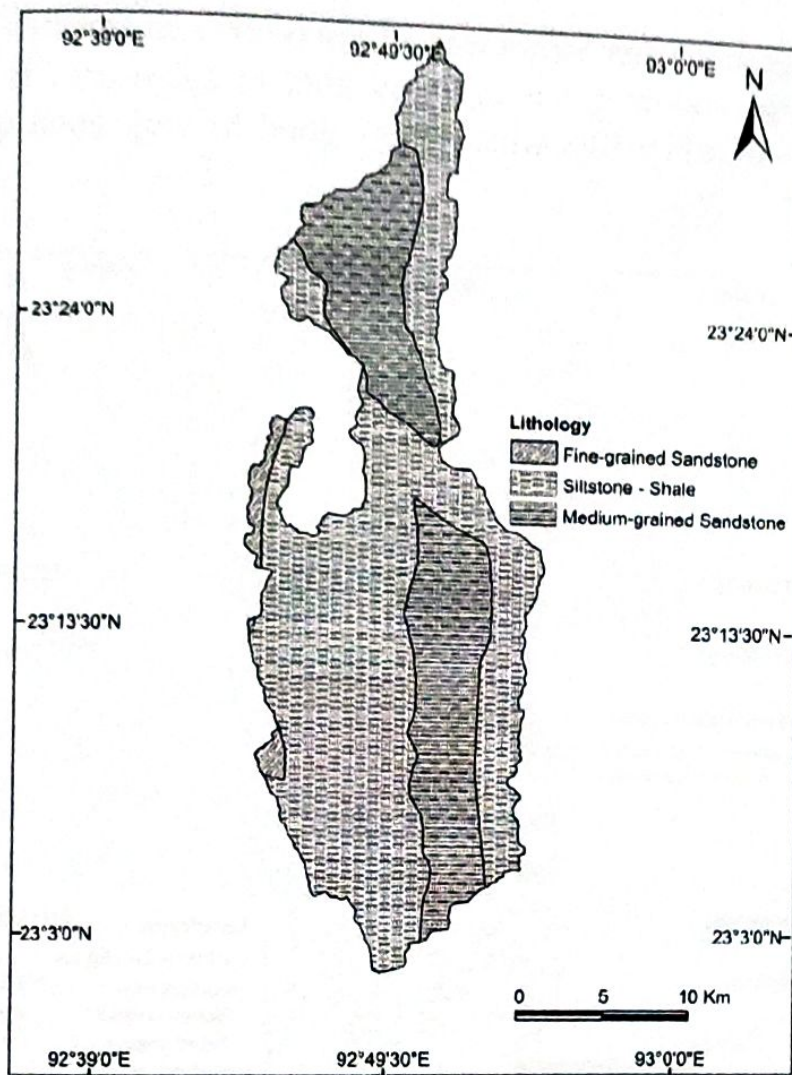 92°39'0"E
92°49'30"E
93°0'0"E
N
23°24'0"N
23°24'0"N
Lithology
Fine-grained Sandstone
Siltstone - Shale
Medium-grained Sandstone
23°13'30"N
23°13'30"N
23°3'0"N
23°3'0"N
0 5 10 Km
92°39'0"E
92°49'30"E
93°0'0"E